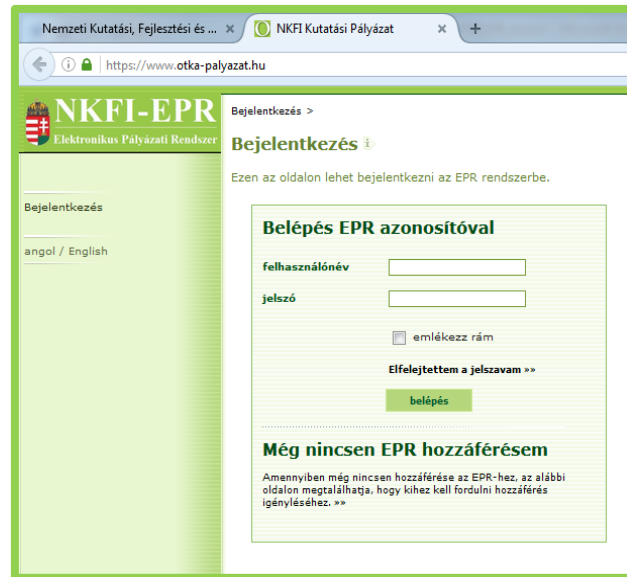 Nemzeti Kutatási, Fejlesztési és ...
NKFI Kutatási Pályázat
https://www.otka-palyazat.hu
NKFI-EPR
Elektronikus Pályázati Rendszer
Bejelentkezés
angol / English
Bejelentkezés >
Bejelentkezés
Ezen az oldalon lehet bejelentkezni az EPR rendszerbe.
Belépés EPR azonosítóval
felhasználónév
jelszó
emlékezz rám
Elfelejtettem a jelszavam »»
belépés
Még nincsen EPR hozzáférésem
Amennyiben még nincsen hozzáférése az EPR-hez, az alábbi
oldalon megtalálhatja, hogy kihez kell fordulni hozzáférés
igényléséhez. »»